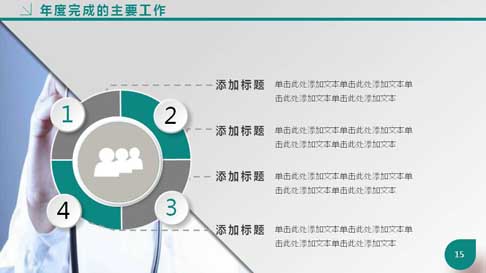 年度完成的主要工作
1
2
3
4
添加标题
单击此处添加文本单击此处添加文本单
击此处添加文本单击此处添加文本
添加标题
单击此处添加文本单击此处添加文本单
击此处添加文本单击此处添加文本
添加标题
单击此处添加文本单击此处添加文本单
击此处添加文本单击此处添加文本
添加标题
单击此处添加文本单击此处添加文本单
击此处添加文本单击此处添加文本
15